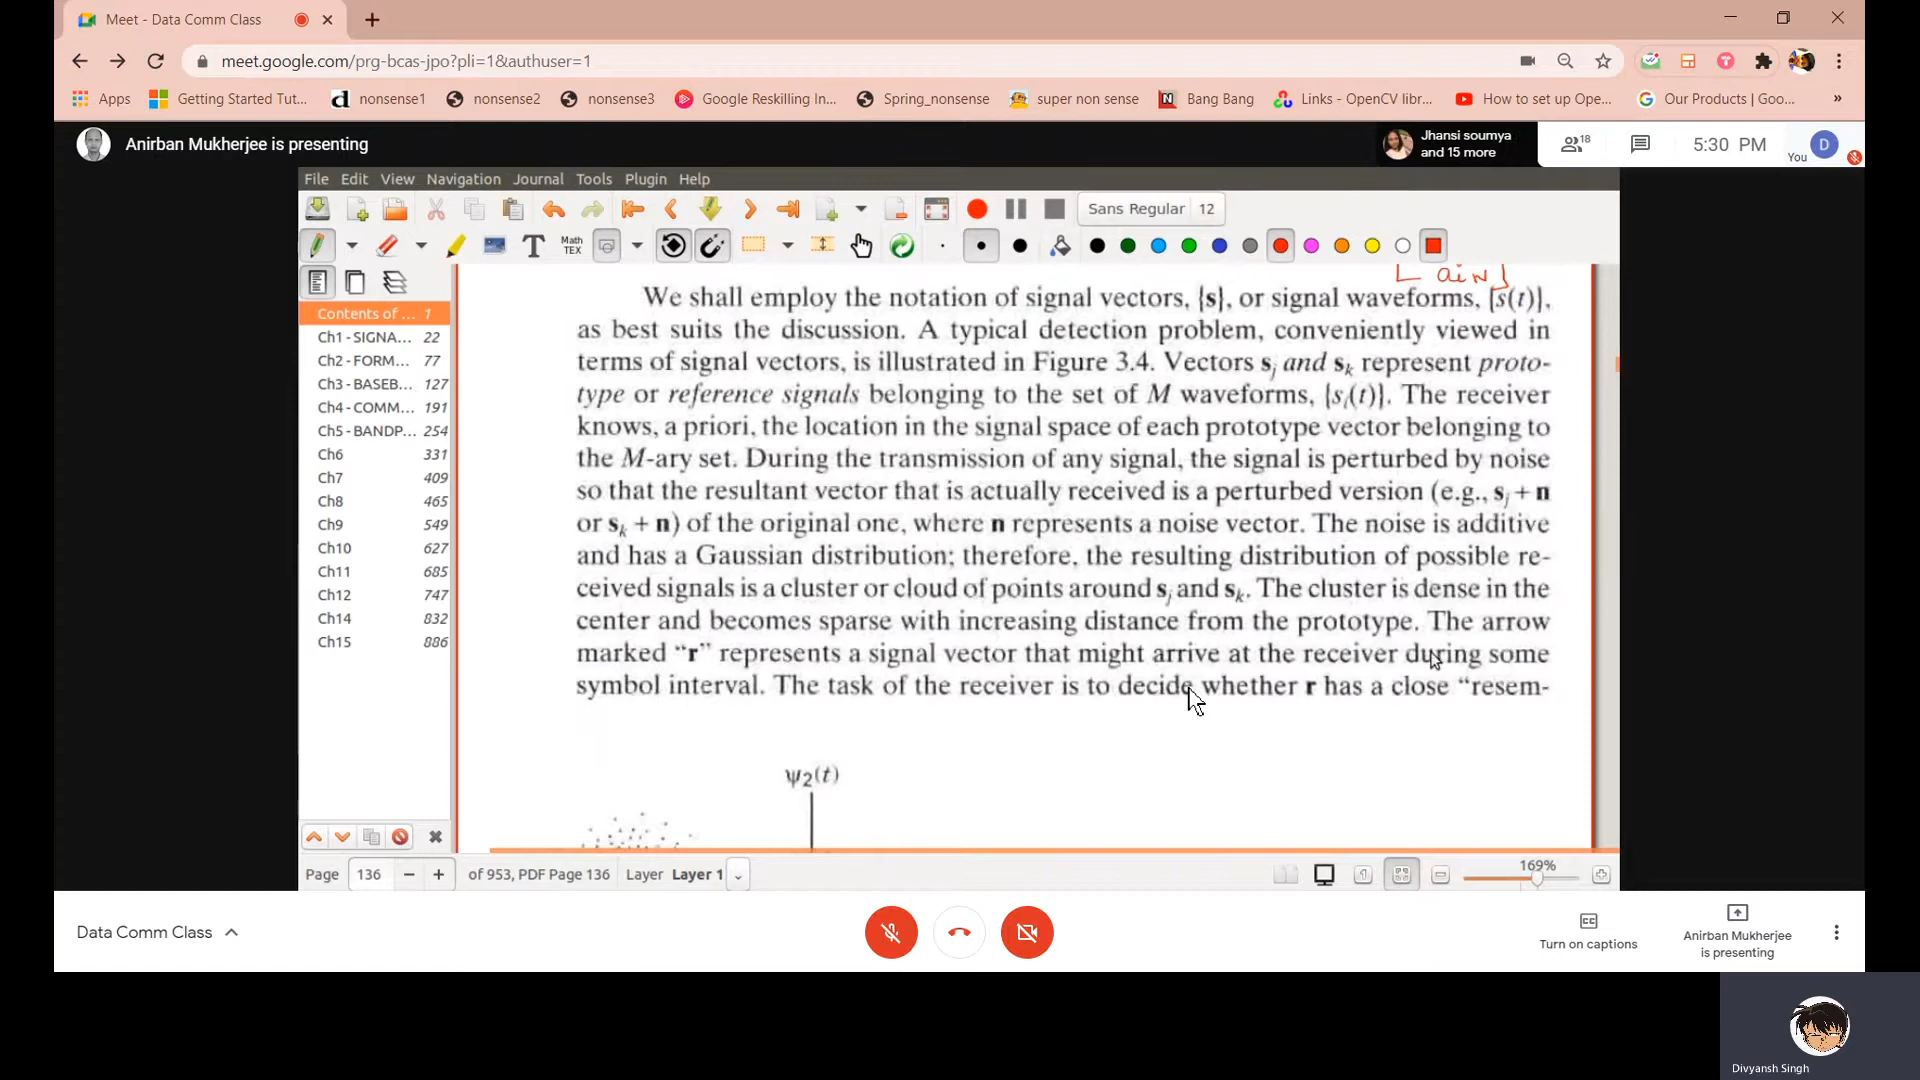 Meet - Data Comm Class
meet.google.com/prg-bcas-jpo?pli=1&authuser=1
Apps Getting Started Tut... nonsense1 nonsense2 nonsense3 Google Reskilling In... Spring_nonsense super non sense Bang Bang Links - OpenCV libr... How to set up Ope... Our Products | Goo... »
Anirban Mukherjee is presenting
Jhansi soumya
and 15 more
18
5:30 PM
You
D
File Edit View Navigation Journal Tools Plugin Help
Sans Regular 12
Math
TEX
Contents of ... 1
Ch1 - SIGNA... 22
Ch2 - FORM... 77
Ch3 - BASEB... 127
Ch4 - COMM... 191
Ch5 - BANDP... 254
Ch6 331
Ch7 409
Ch8 465
Ch9 549
Ch10 627
Ch11 685
Ch12 747
Ch14 832
Ch15 886
[ aiN ]
We shall employ the notation of signal vectors, {s}, or signal waveforms, {s(t)},
as best suits the discussion. A typical detection problem, conveniently viewed in
terms of signal vectors, is illustrated in Figure 3.4. Vectors sj and sk represent proto-
type or reference signals belonging to the set of M waveforms, {si(t)}. The receiver
knows, a priori, the location in the signal space of each prototype vector belonging to
the M-ary set. During the transmission of any signal, the signal is perturbed by noise
so that the resultant vector that is actually received is a perturbed version (e.g., sj + n
or sk + n) of the original one, where n represents a noise vector. The noise is additive
and has a Gaussian distribution; therefore, the resulting distribution of possible re-
ceived signals is a cluster or cloud of points around sj and sk. The cluster is dense in the
center and becomes sparse with increasing distance from the prototype. The arrow
marked “r” represents a signal vector that might arrive at the receiver during some
symbol interval. The task of the receiver is to decide whether r has a close “resem-
ψ2(t)
Page 136 of 953, PDF Page 136 Layer Layer 1
169%
Data Comm Class
Turn on captions
Anirban Mukherjee
is presenting
Divyansh Singh